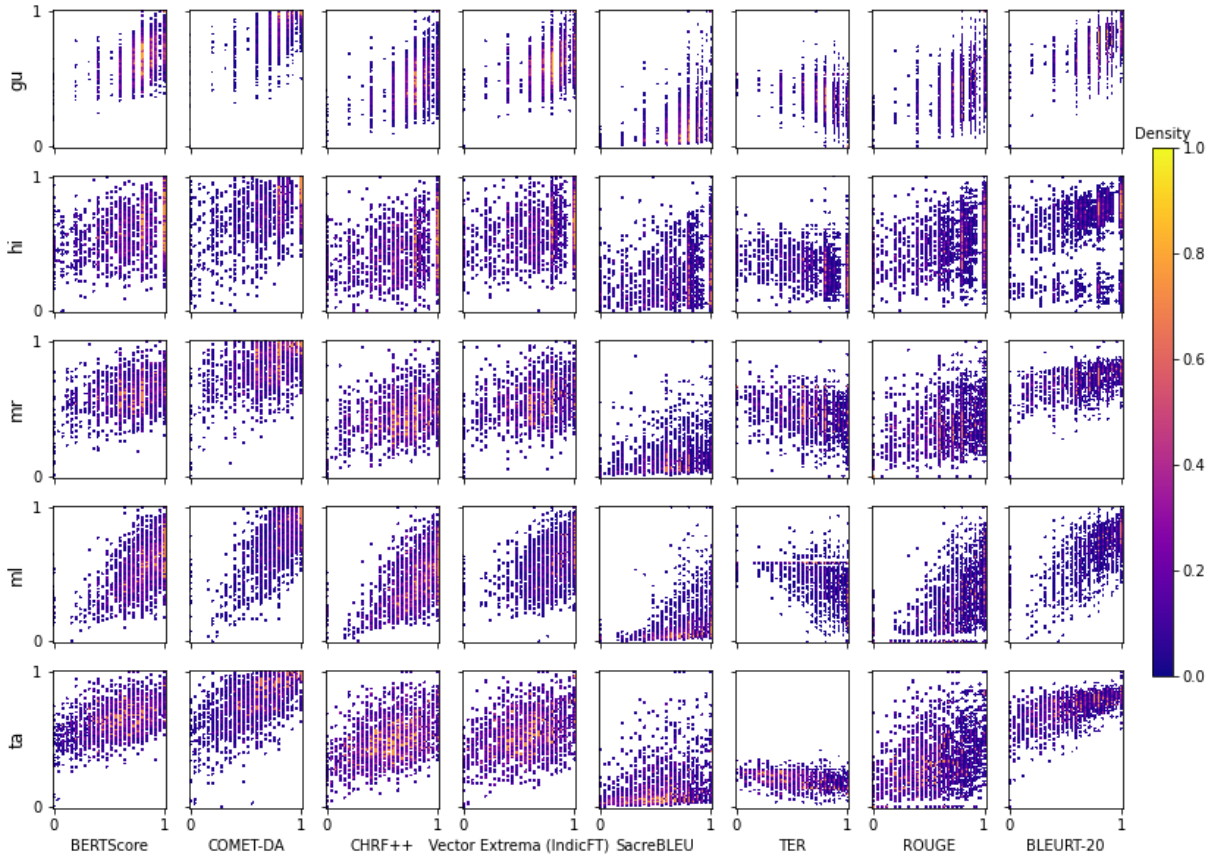 1
gu
0
Density
1.0
1
hi
0.8
0
0.6
1
mr
0.4
0
1
0.2
ml
0
0.0
1
ta
0
0 1 0 1 0 1 0 1 0 1 0 1 0 1 0 1
BERTScore COMET-DA CHRF++ Vector Extrema (IndicFT) SacreBLEU TER ROUGE BLEURT-20